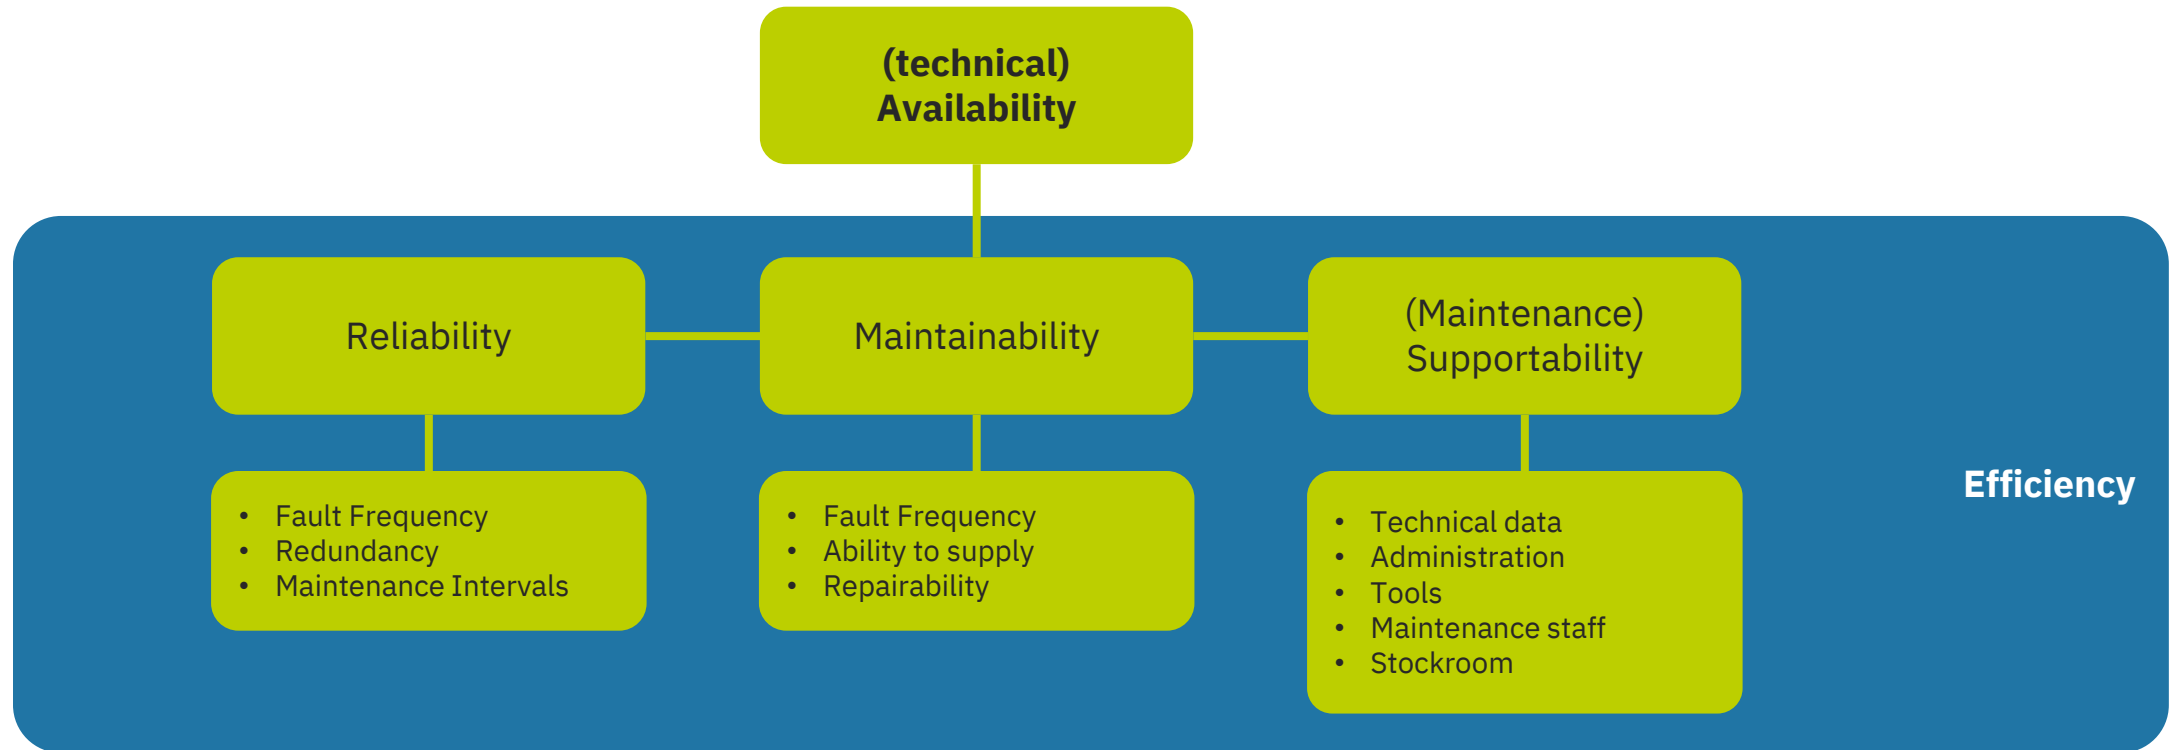 (technical)
Availability
Reliability
Maintainability
(Maintenance)
Supportability
• Fault Frequency
• Redundancy
• Maintenance Intervals
• Fault Frequency
• Ability to supply
• Repairability
• Technical data
• Administration
• Tools
• Maintenance staff
• Stockroom
Efficiency